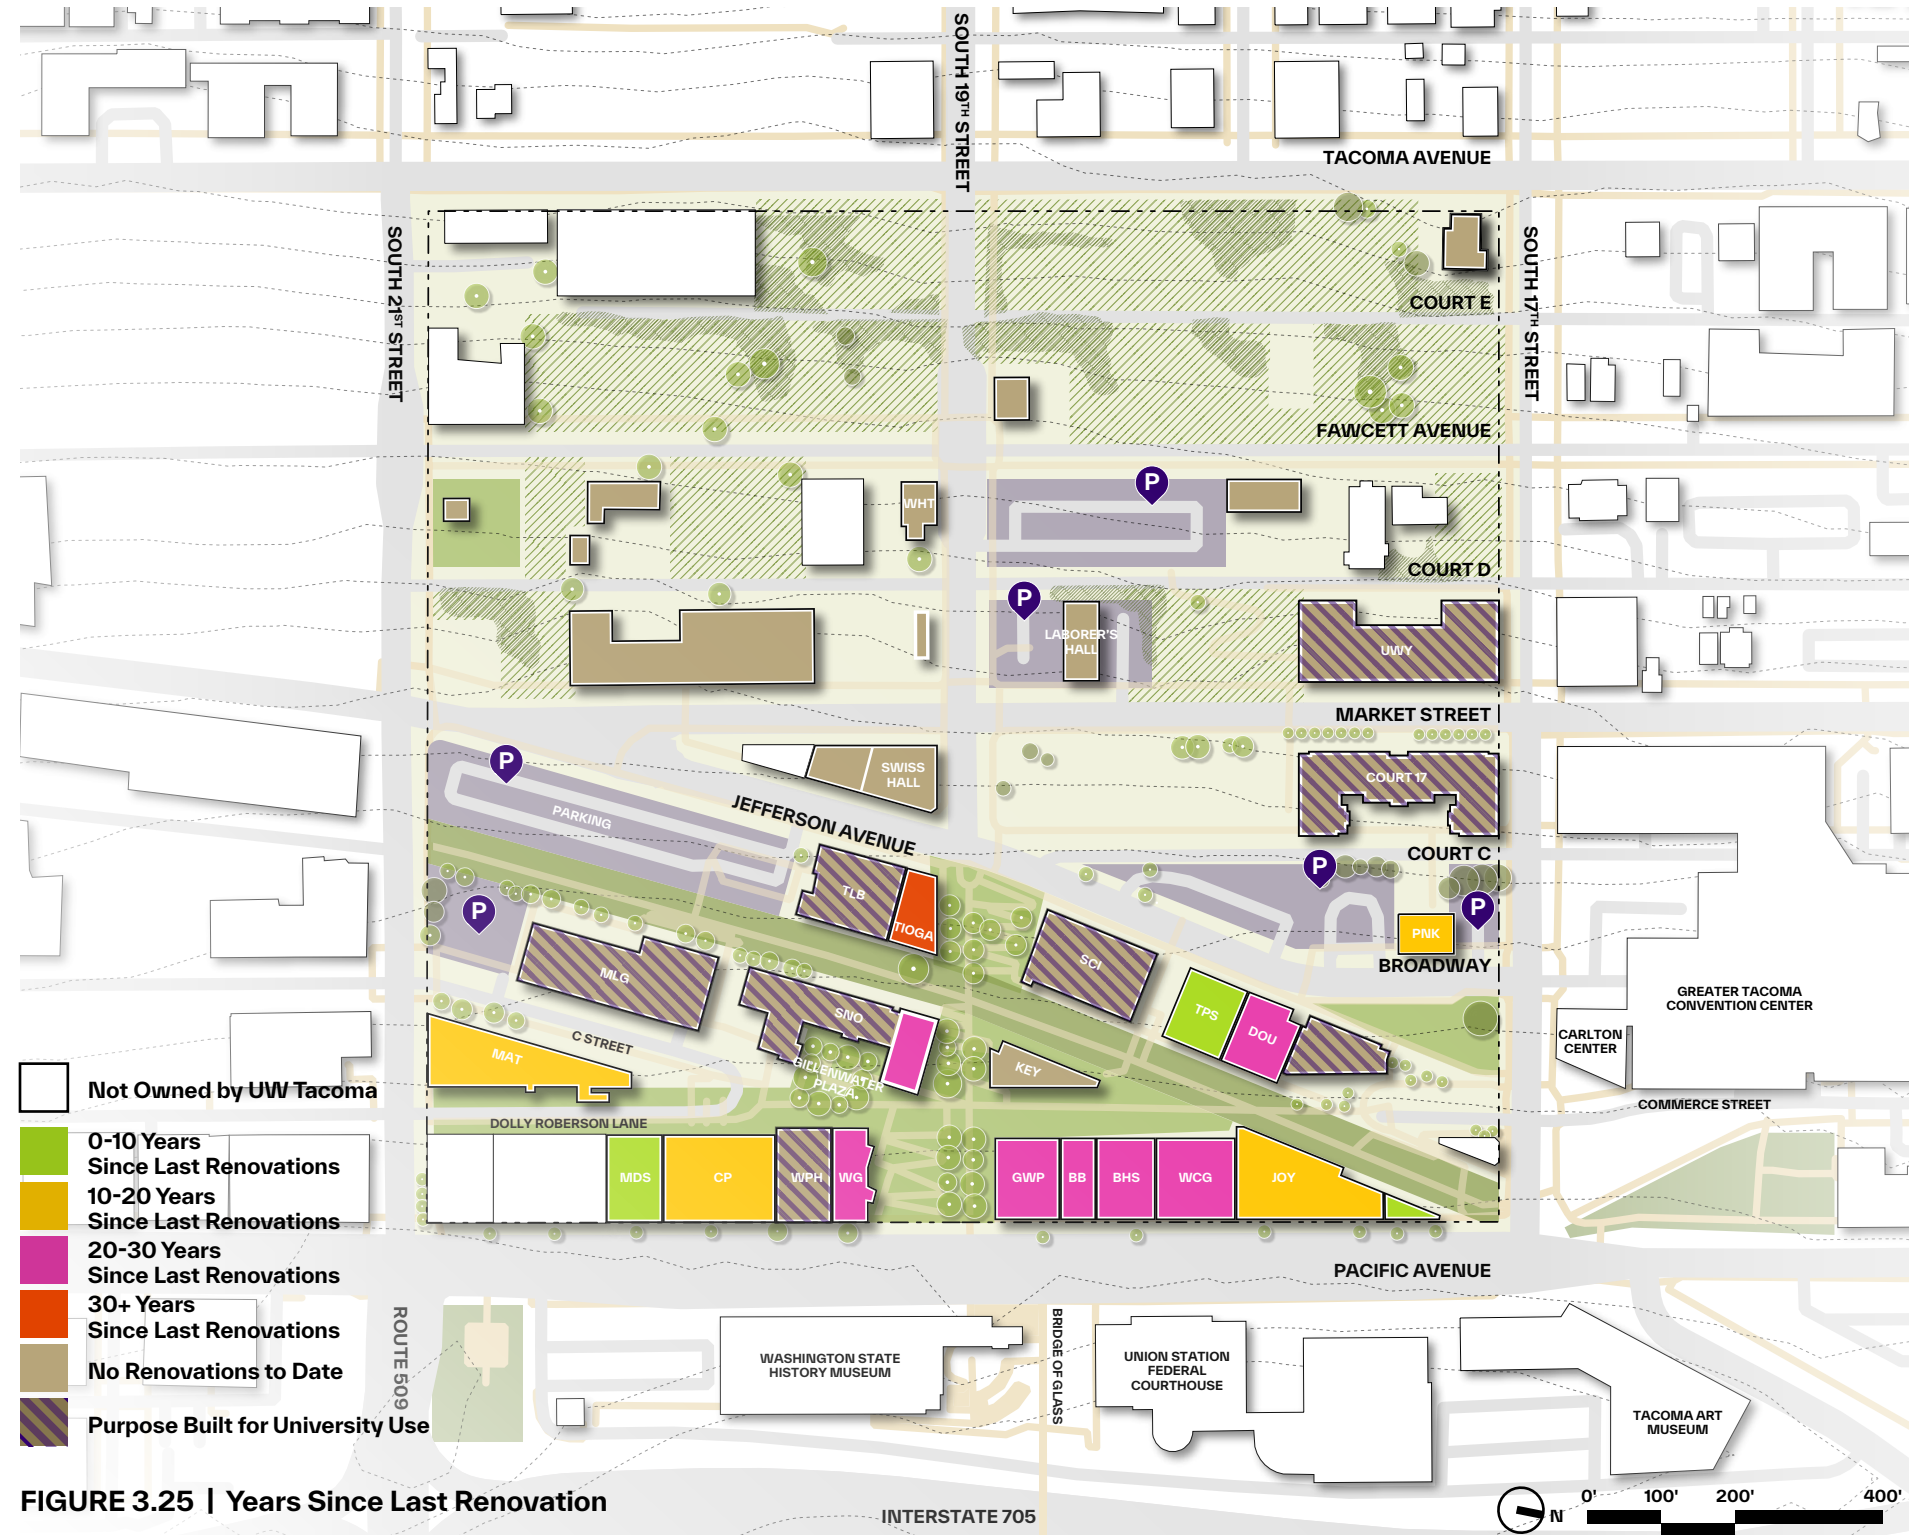 SOUTH 19TH STREET
TACOMA AVENUE
SOUTH 21ST STREET
SOUTH 17TH STREET
COURT E
FAWCETT AVENUE
P
WHT
COURT D
P
LABORER'S
HALL
UWY
MARKET STREET
P
SWISS
HALL
COURT 17
PARKING
JEFFERSON AVENUE
COURT C
P
P
TLB
TIOGA
P
PNK
BROADWAY
SCI
MLG
GREATER TACOMA
CONVENTION CENTER
SNO
TPS
DOU
CARLTON
CENTER
C STREET
MAT
KEY
GILLENWATER
PLAZA
COMMERCE STREET
DOLLY ROBERSON LANE
MDS
CP
WPH
WG
GWP
BB
BHS
WCG
JOY
PACIFIC AVENUE
Not Owned by UW Tacoma
0-10 Years
Since Last Renovations
10-20 Years
Since Last Renovations
20-30 Years
Since Last Renovations
30+ Years
Since Last Renovations
No Renovations to Date
Purpose Built for University Use
ROUTE 509
WASHINGTON STATE
HISTORY MUSEUM
BRIDGE OF GLASS
UNION STATION
FEDERAL
COURTHOUSE
TACOMA ART
MUSEUM
FIGURE 3.25 | Years Since Last Renovation
INTERSTATE 705
N
0' 100' 200' 400'